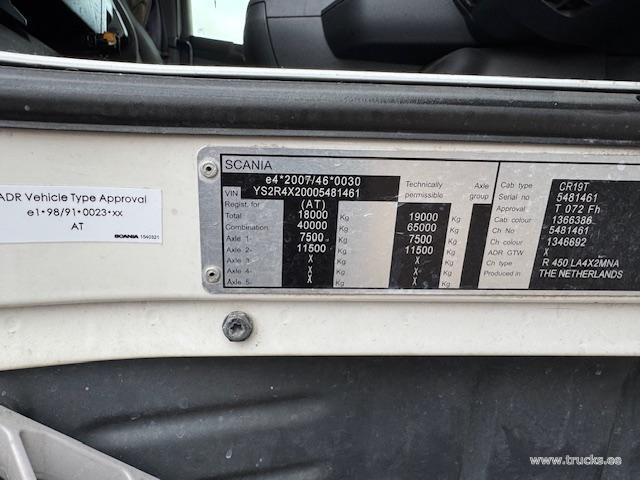 ADR Vehicle Type Approval
e1*98/91*0023*xx
AT
SCANIA 1540321
SCANIA
e4*2007/46*0030
VIN YS2R4X20005481461
Technically permissible
Axle group
Regist. for (AT)
Total 18000 Kg 19000 Kg
Combination 40000 Kg 65000 Kg
Axle 1- 7500 Kg 7500 Kg
Axle 2- 11500 Kg 11500 Kg
Axle 3- X Kg X Kg
Axle 4- X Kg X Kg
Axle 5- X Kg X Kg
Cab type CR19T
Serial no 5481461
Approval T 072 Fh
Cab colour 1366386
Ch No 5481461
Ch colour 1346692
ADR GTW X
Ch type R 450 LA4X2MNA
Produced in THE NETHERLANDS
www.trucks.ee